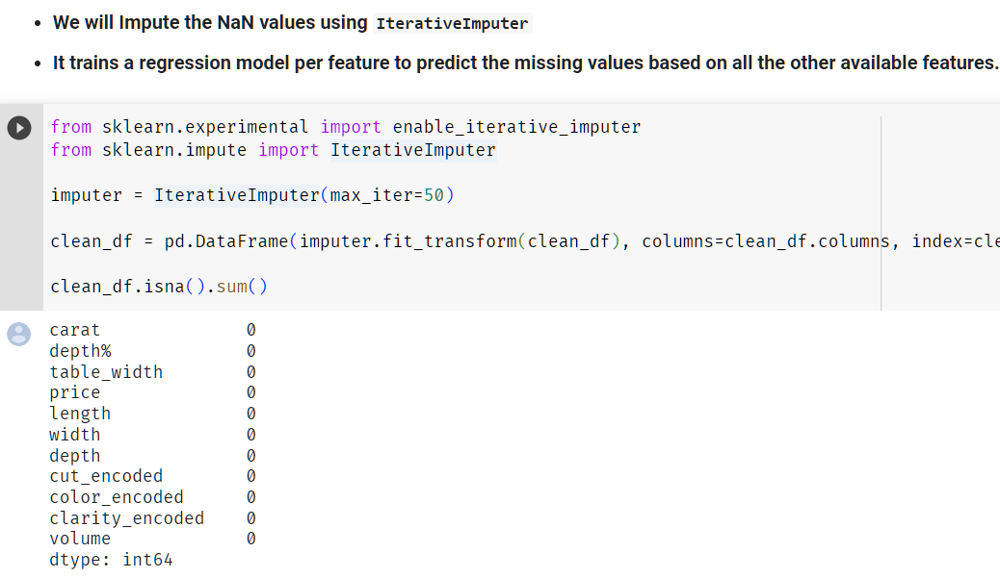 We will Impute the NaN values using IterativeImputer
It trains a regression model per feature to predict the missing values based on all the other available features.
from sklearn.experimental import enable_iterative_imputer
from sklearn.impute import IterativeImputer
imputer = IterativeImputer(max_iter=50)
clean_df = pd.DataFrame(imputer.fit_transform(clean_df), columns=clean_df.columns, index=cle
clean_df.isna().sum()
carat 0
depth% 0
table_width 0
price 0
length 0
width 0
depth 0
cut_encoded 0
color_encoded 0
clarity_encoded 0
volume 0
dtype: int64